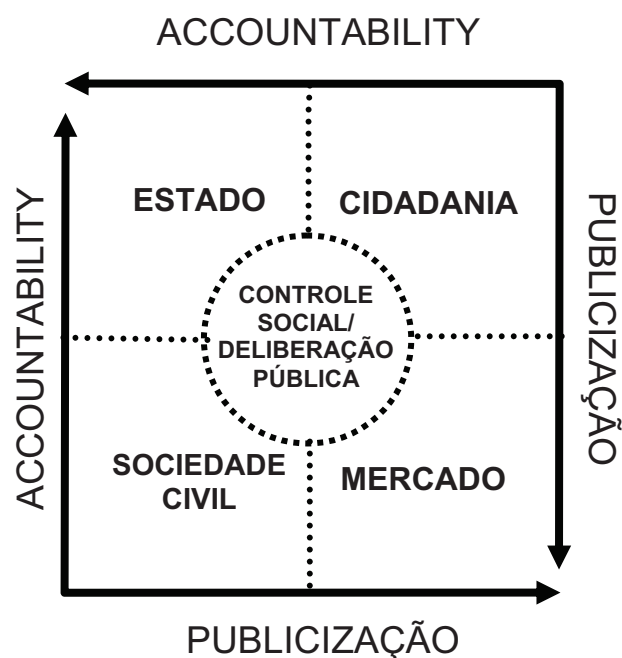 ACCOUNTABILITY
ESTADO
CIDADANIA
ACCOUNTABILITY
CONTROLE
SOCIAL/
DELIBERAÇÃO
PÚBLICA
PUBLICIZAÇÃO
SOCIEDADE
CIVIL
MERCADO
PUBLICIZAÇÃO